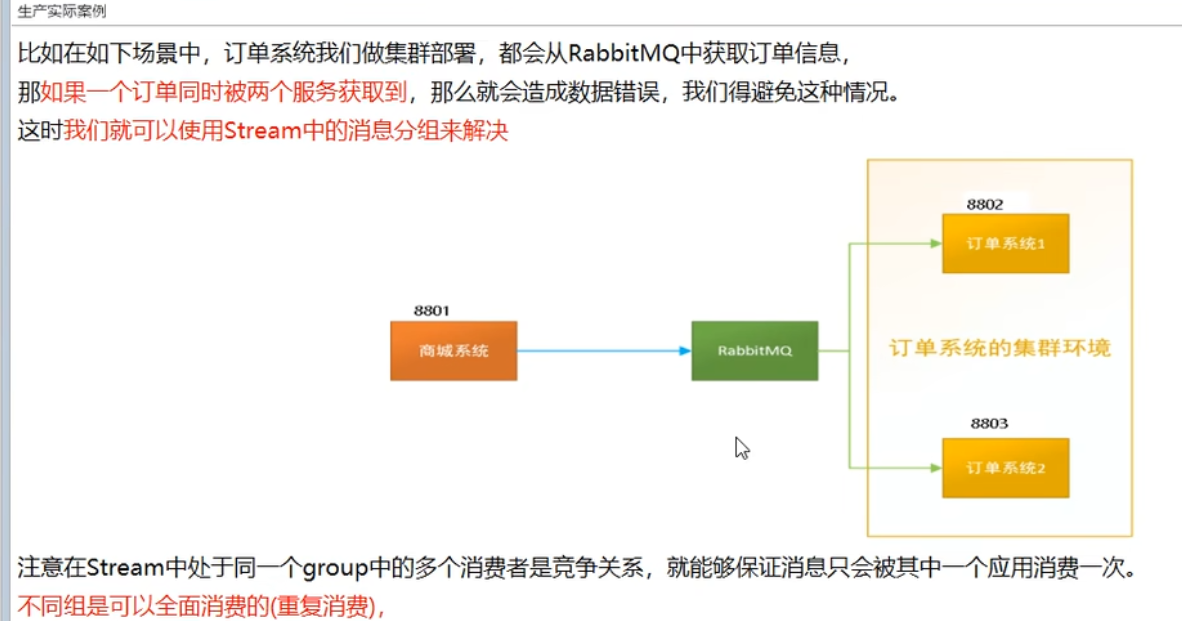 生产实际案例
比如在如下场景中，订单系统我们做集群部署，都会从RabbitMQ中获取订单信息，
那如果一个订单同时被两个服务获取到，那么就会造成数据错误，我们得避免这种情况。
这时我们就可以使用Stream中的消息分组来解决
8802
订单系统1
8801
商城系统
RabbitMQ
订单系统的集群环境
8803
订单系统2
注意在Stream中处于同一个group中的多个消费者是竞争关系，就能够保证消息只会被其中一个应用消费一次。
不同组是可以全面消费的(重复消费)，